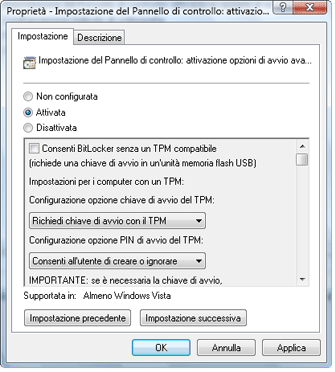 Proprietà - Impostazione del Pannello di controllo: attivazio...
Impostazione
Descrizione
Impostazione del Pannello di controllo: attivazione opzioni di avvio ava...
Non configurata
Attivata
Disattivata
Consenti BitLocker senza un TPM compatibile
(richiede una chiave di avvio in un'unità memoria flash USB)
Impostazioni per i computer con un TPM:
Configurazione opzione chiave di avvio del TPM:
Richiedi chiave di avvio con il TPM
Configurazione opzione PIN di avvio del TPM:
Consenti all'utente di creare o ignorare
IMPORTANTE: se è necessaria la chiave di avvio,
Supportata in: Almeno Windows Vista
Impostazione precedente
Impostazione successiva
OK
Annulla
Applica